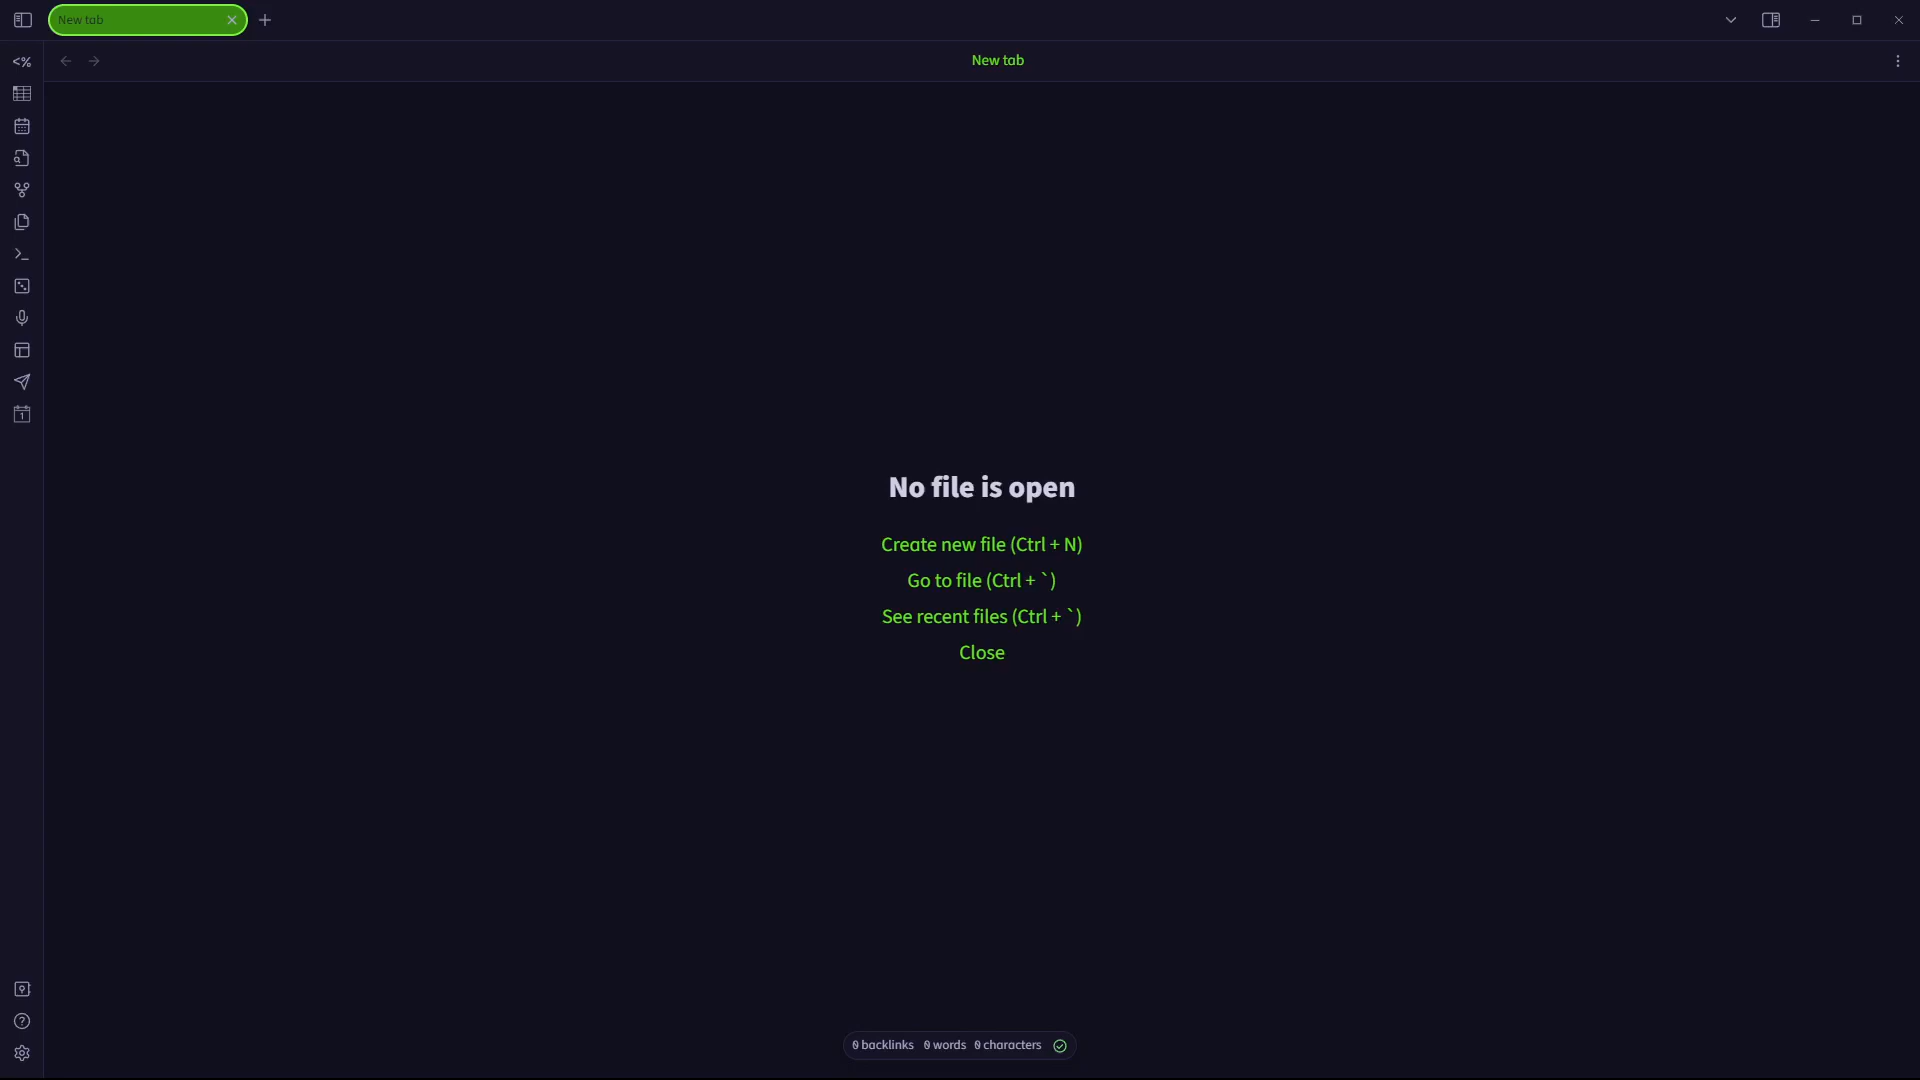 New tab
<%
New tab
1
No file is open
Create new file (Ctrl + N)
Go to file (Ctrl + `)
See recent files (Ctrl + `)
Close
0 backlinks 0 words 0 characters